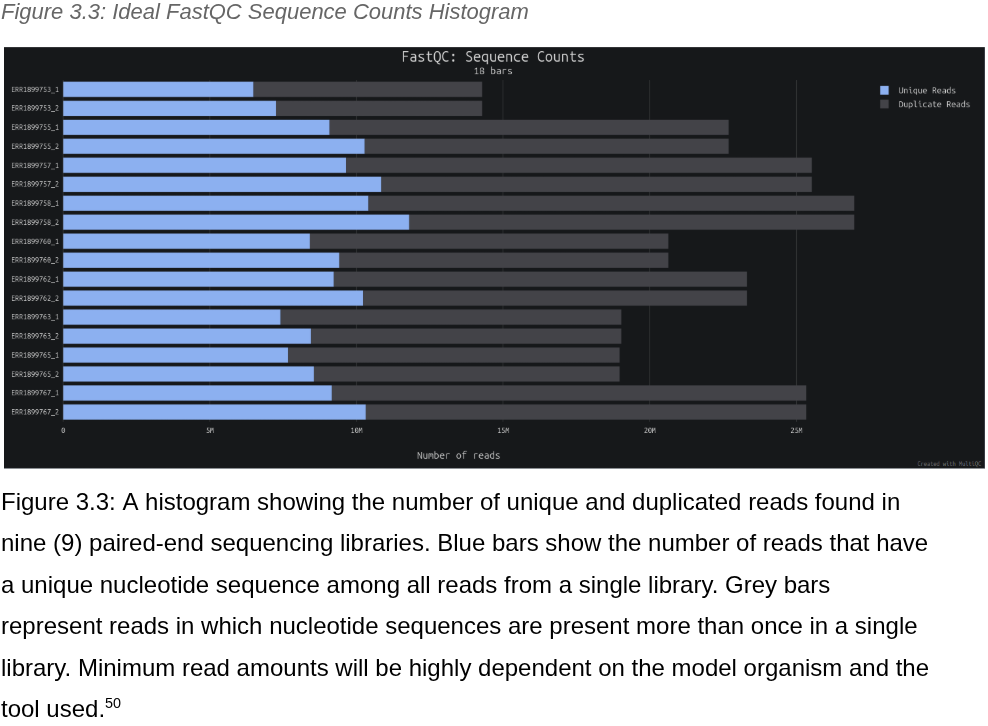 Figure 3.3: Ideal FastQC Sequence Counts Histogram
FastQC: Sequence Counts
18 bars
Unique Reads
Duplicate Reads
ERR1899753_1
ERR1899753_2
ERR1899755_1
ERR1899755_2
ERR1899757_1
ERR1899757_2
ERR1899758_1
ERR1899758_2
ERR1899760_1
ERR1899760_2
ERR1899762_1
ERR1899762_2
ERR1899763_1
ERR1899763_2
ERR1899765_1
ERR1899765_2
ERR1899767_1
ERR1899767_2
0 5M 10M 15M 20M 25M
Number of reads
Created with MultiQC
Figure 3.3: A histogram showing the number of unique and duplicated reads found in
nine (9) paired-end sequencing libraries. Blue bars show the number of reads that have
a unique nucleotide sequence among all reads from a single library. Grey bars
represent reads in which nucleotide sequences are present more than once in a single
library. Minimum read amounts will be highly dependent on the model organism and the
tool used.50